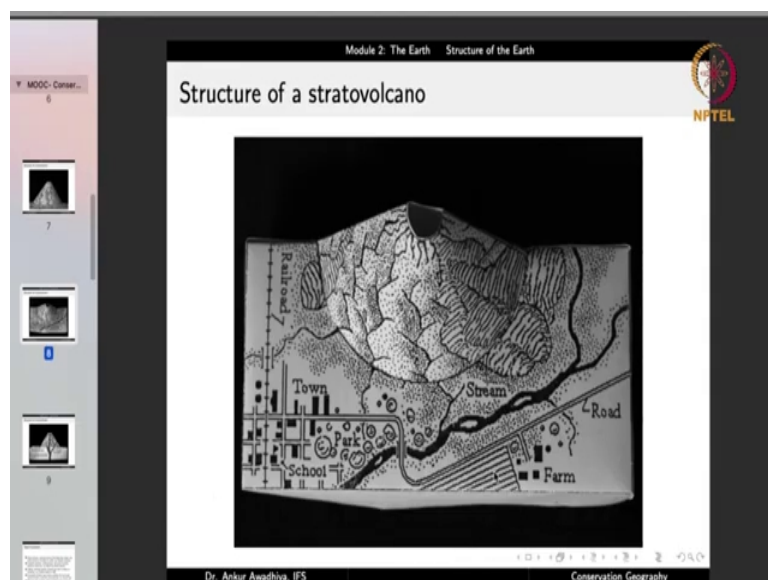 Module 2: The Earth Structure of the Earth
NPTEL
Structure of a stratovolcano
MOOC- Conser...
6
7
8
9
Railroad
Town
Park
School
Stream
Road
Farm
Dr. Ankur Awadhiya, IFS
Conservation Geography